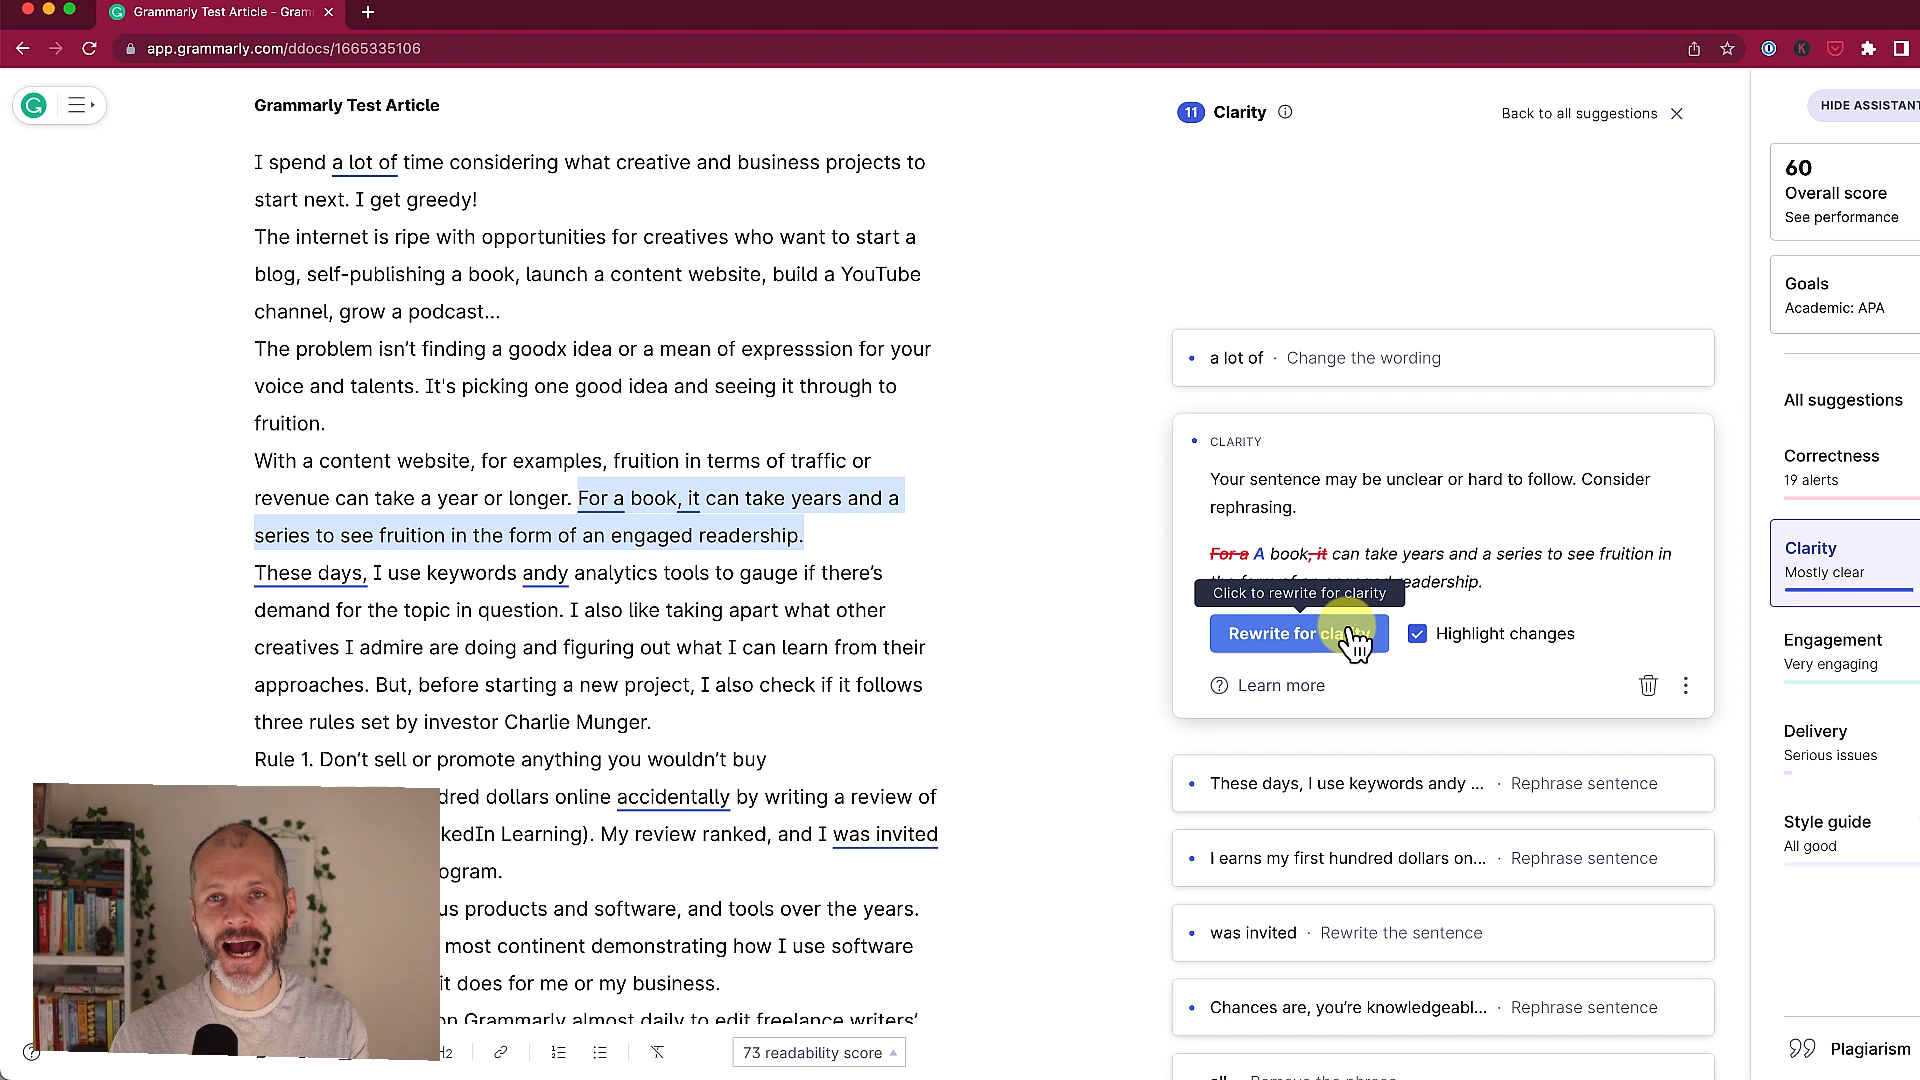 Grammarly Test Article - Gram
app.grammarly.com/ddocs/1665335106
Grammarly Test Article
I spend a lot of time considering what creative and business projects to
start next. I get greedy!
The internet is ripe with opportunities for creatives who want to start a
blog, self-publishing a book, launch a content website, build a YouTube
channel, grow a podcast...
The problem isn’t finding a goodx idea or a mean of expresssion for your
voice and talents. It's picking one good idea and seeing it through to
fruition.
With a content website, for examples, fruition in terms of traffic or
revenue can take a year or longer. For a book, it can take years and a
series to see fruition in the form of an engaged readership.
These days, I use keywords andy analytics tools to gauge if there’s
demand for the topic in question. I also like taking apart what other
creatives I admire are doing and figuring out what I can learn from their
approaches. But, before starting a new project, I also check if it follows
three rules set by investor Charlie Munger.
Rule 1. Don’t sell or promote anything you wouldn’t buy
dred dollars online accidentally by writing a review of
kedIn Learning). My review ranked, and I was invited
ogram.
us products and software, and tools over the years.
most continent demonstrating how I use software
it does for me or my business.
on Grammarly almost daily to edit freelance writers’
H2
73 readability score
11 Clarity
Back to all suggestions
a lot of · Change the wording
CLARITY
Your sentence may be unclear or hard to follow. Consider
rephrasing.
For a A book, it can take years and a series to see fruition in
readership.
Click to rewrite for clarity
Rewrite for clarity
Highlight changes
Learn more
These days, I use keywords andy ... · Rephrase sentence
I earns my first hundred dollars on... · Rephrase sentence
was invited · Rewrite the sentence
Chances are, you’re knowledgeabl... · Rephrase sentence
HIDE ASSISTANT
60
Overall score
See performance
Goals
Academic: APA
All suggestions
Correctness
19 alerts
Clarity
Mostly clear
Engagement
Very engaging
Delivery
Serious issues
Style guide
All good
Plagiarism